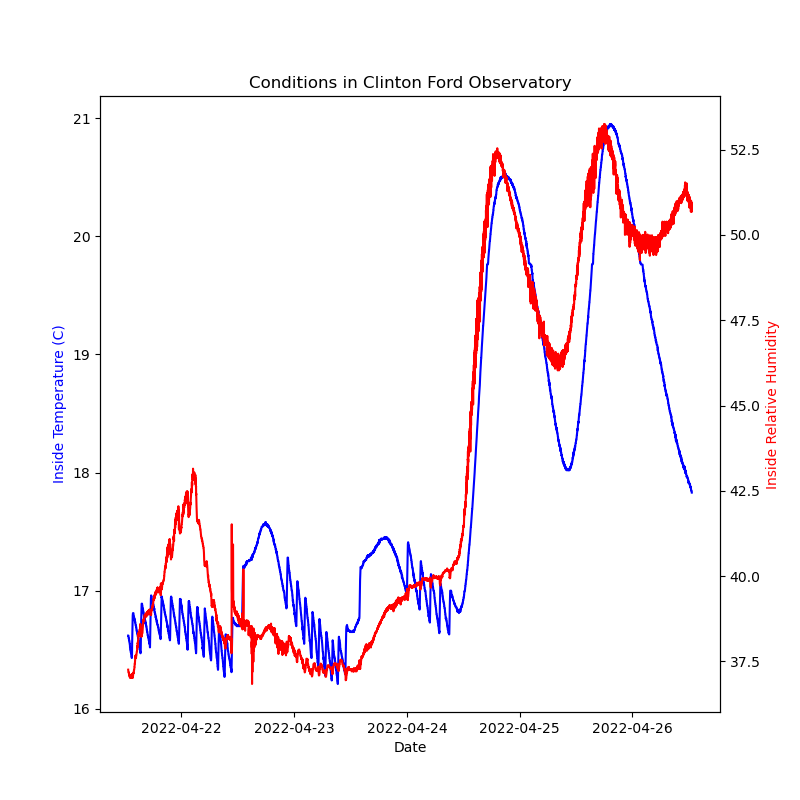 Conditions in Clinton Ford Observatory
Inside Temperature (C)
21
20
19
18
17
16
52.5
50.0
47.5
45.0
42.5
40.0
37.5
Inside Relative Humidity
2022-04-22 2022-04-23 2022-04-24 2022-04-25 2022-04-26
Date